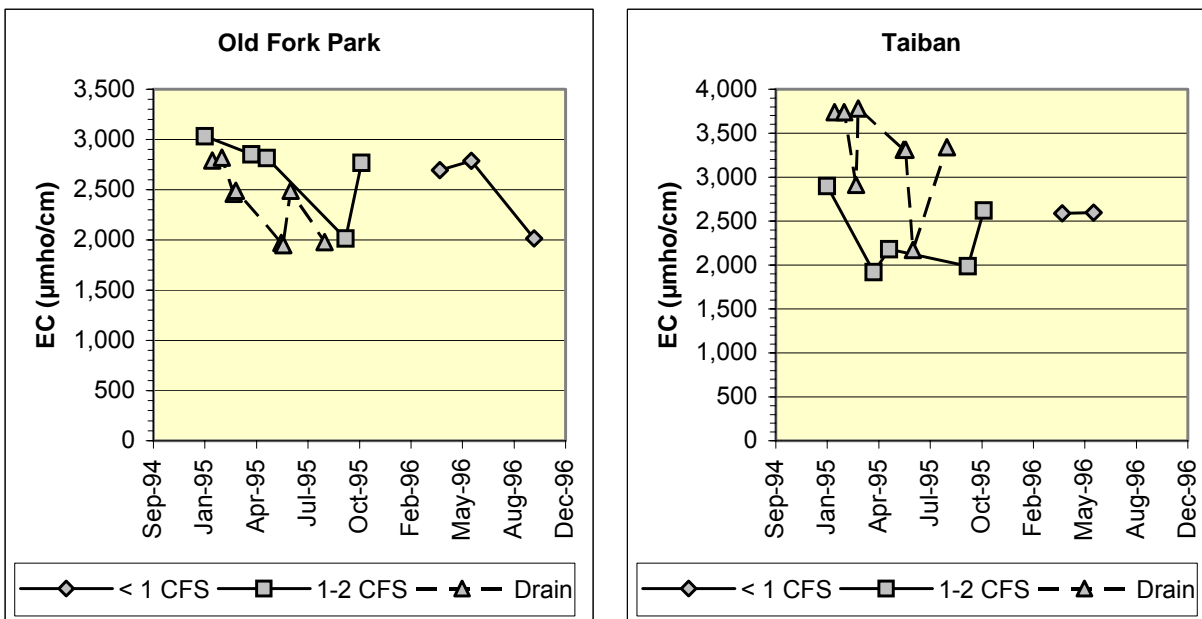 Old Fork Park
3,500
3,000
2,500
2,000
1,500
1,000
500
0
EC (µmho/cm)
Sep-94
Jan-95
Apr-95
Jul-95
Oct-95
Feb-96
May-96
Aug-96
Dec-96
< 1 CFS 1-2 CFS Drain
Taiban
4,000
3,500
3,000
2,500
2,000
1,500
1,000
500
0
EC (µmho/cm)
Sep-94
Jan-95
Apr-95
Jul-95
Oct-95
Feb-96
May-96
Aug-96
Dec-96
< 1 CFS 1-2 CFS Drain